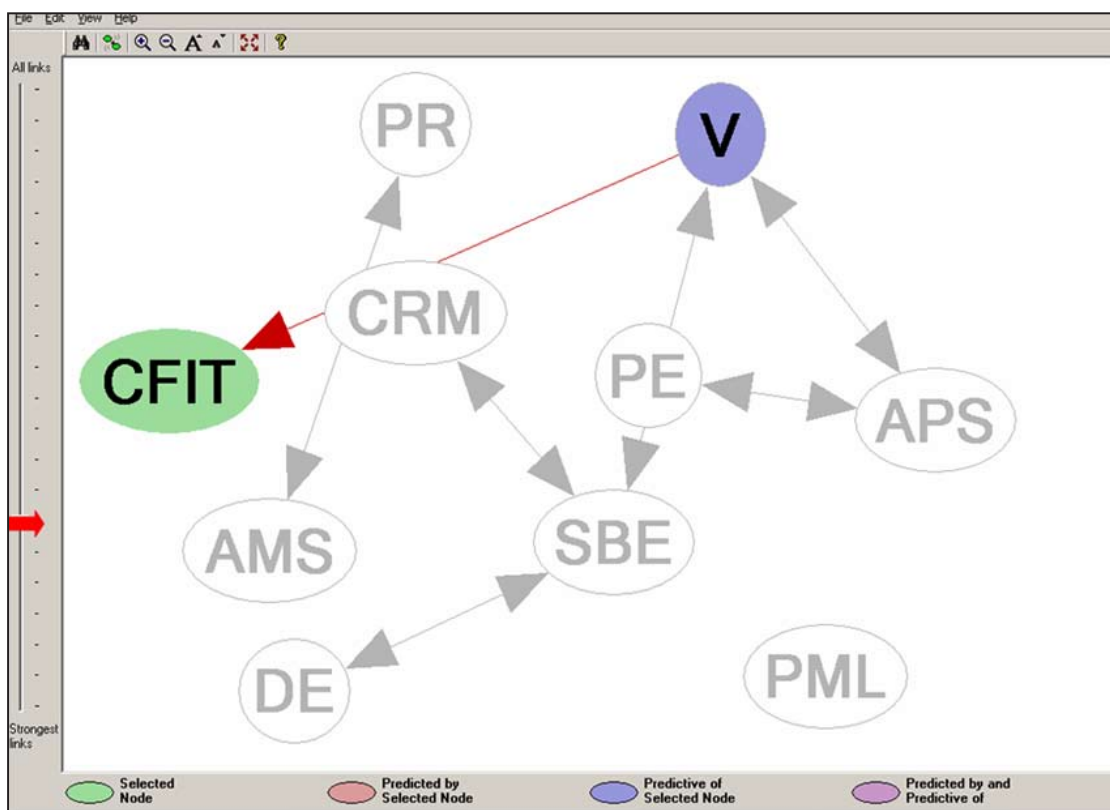 File Edit View Help
A A ?
All links
PR
V
CRM
CFIT
PE
APS
AMS
SBE
DE
PML
Strongest
links
Selected
Node
Predicted by
Selected Node
Predictive of
Selected Node
Predicted by and
Predictive of